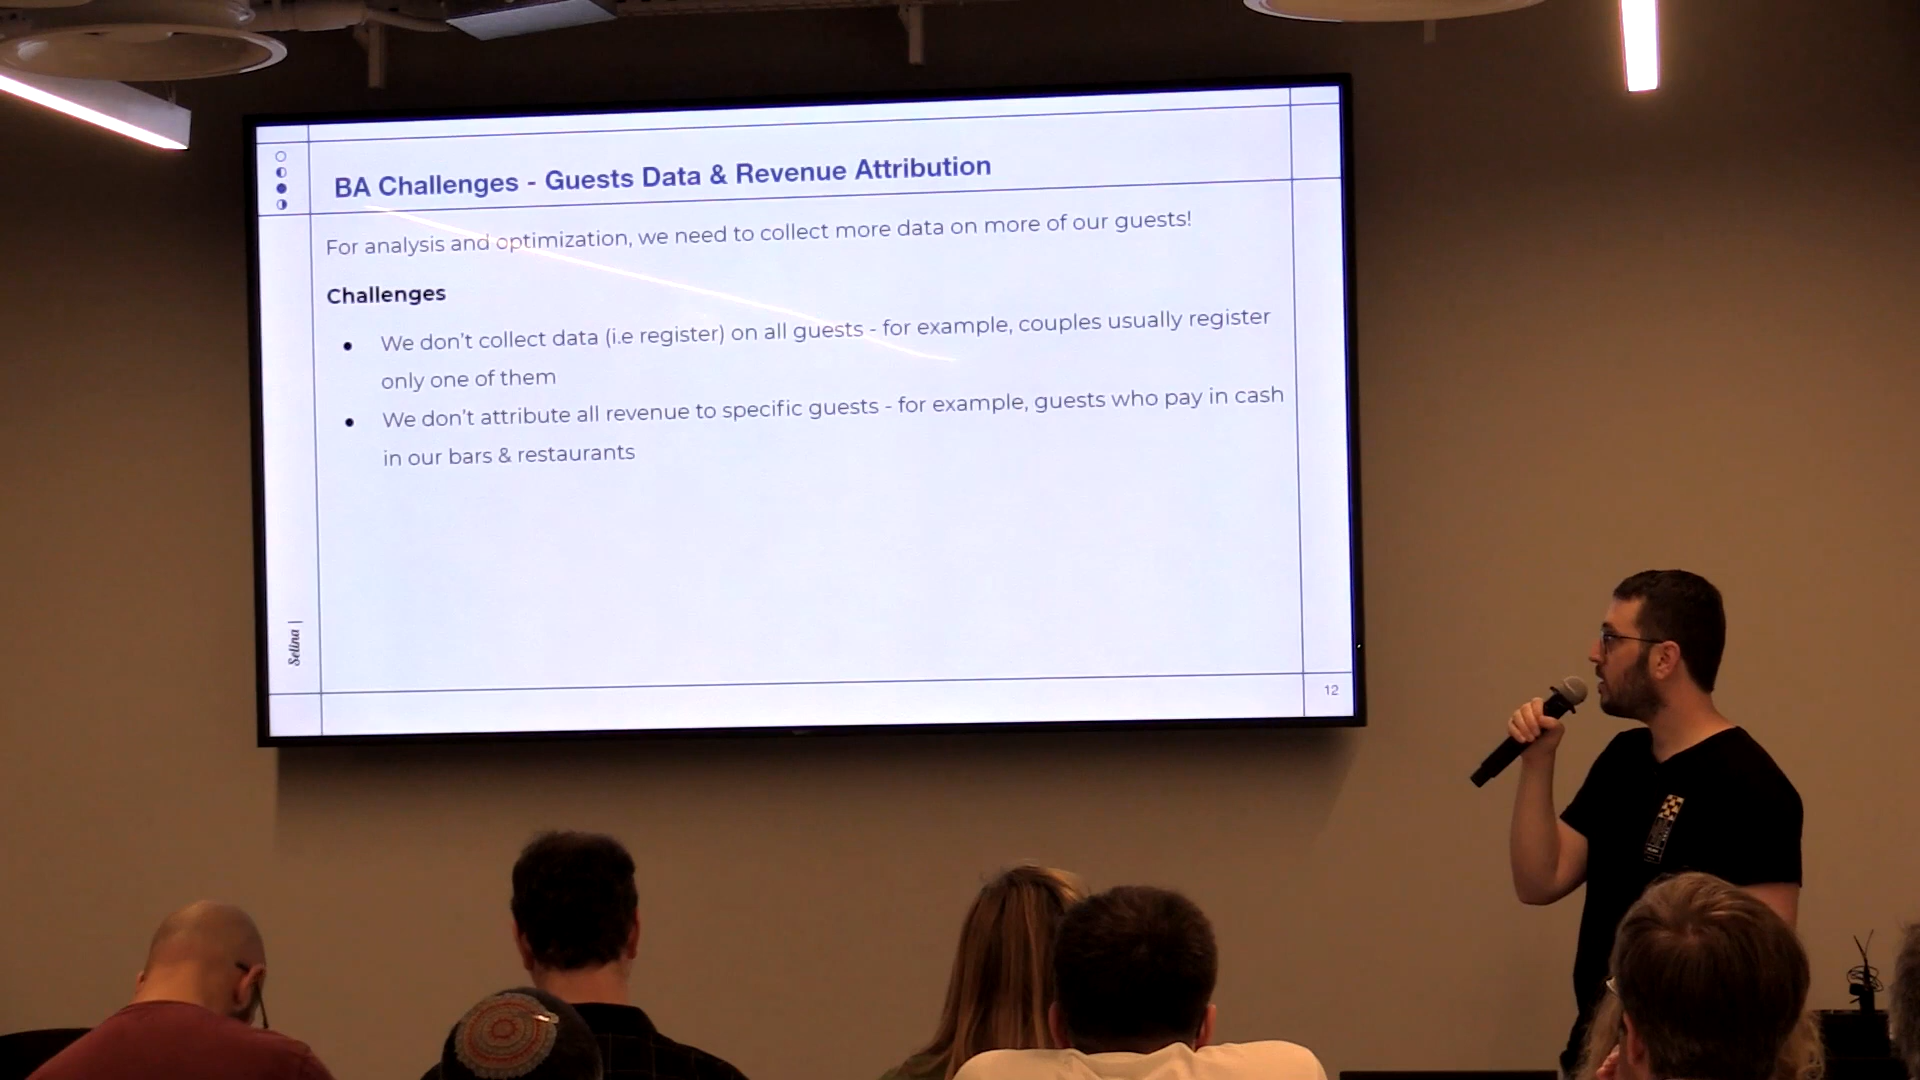 BA Challenges - Guests Data & Revenue Attribution
For analysis and optimization, we need to collect more data on more of our guests!
Challenges
● We don't collect data (i.e register) on all guests - for example, couples usually register
only one of them
● We don't attribute all revenue to specific guests - for example, guests who pay in cash
in our bars & restaurants
Selina |
12